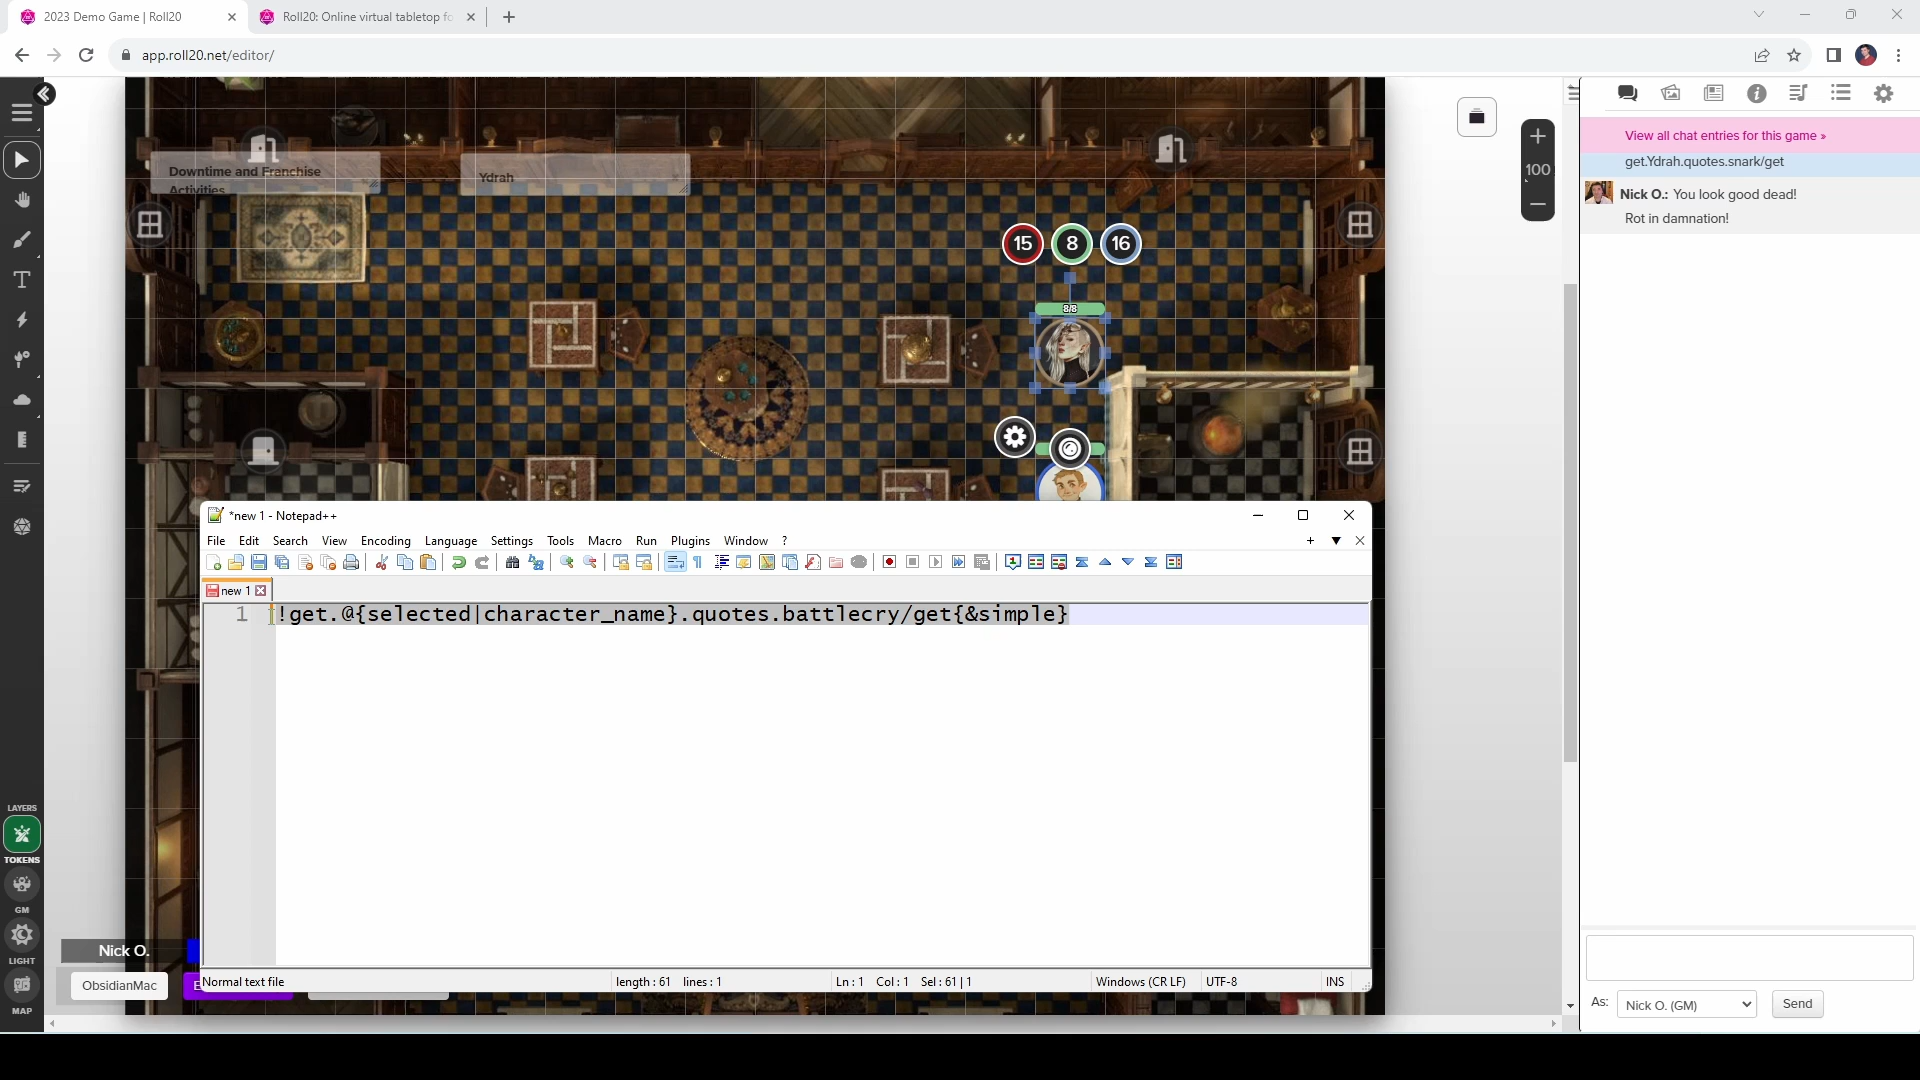 2023 Demo Game | Roll20
Roll20: Online virtual tabletop fo
app.roll20.net/editor/
Downtime and Franchise
Activities
Ydrah
15 8 16
8/8
100
View all chat entries for this game »
get.Ydrah.quotes.snark/get
Nick O.: You look good dead!
Rot in damnation!
*new 1 - Notepad++
File Edit Search View Encoding Language Settings Tools Macro Run Plugins Window ?
new 1
1 !get.@{selected|character_name}.quotes.battlecry/get{&simple}
LAYERS
TOKENS
GM
LIGHT
MAP
Nick O.
ObsidianMac
E
Normal text file length : 61 lines : 1 Ln : 1 Col : 1 Sel : 61 | 1 Windows (CR LF) UTF-8 INS
As: Nick O. (GM) Send